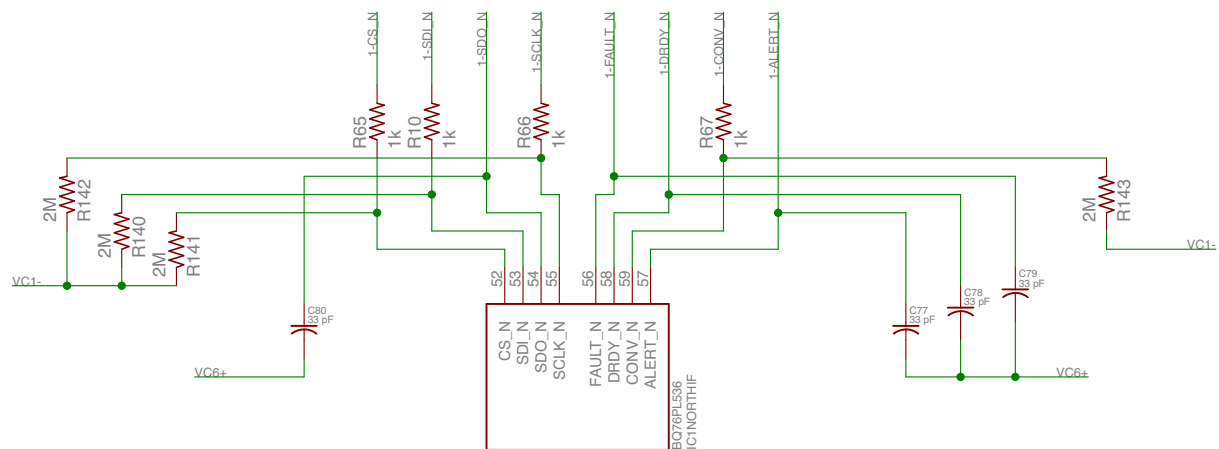 1-CS_N
1-SDI_N
1-SDO_N
1-SCLK_N
1-FAULT_N
1-DRDY_N
1-CONV_N
1-ALERT_N
R65
1k
R10
1k
R66
1k
R67
1k
2M
R142
2M
R140
2M
R141
2M
R143
VC1-
VC1-
C80
33 pF
C77
33 pF
C78
33 pF
C79
33 pF
VC6+
VC6+
52
53
54
55
56
58
59
57
CS_N
SDI_N
SDO_N
SCLK_N
FAULT_N
DRDY_N
CONV_N
ALERT_N
BQ76PL536
IC1NORTHIF